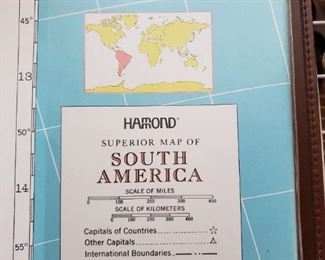 45°
13
50°
14
55°
HAMMOND®
SUPERIOR MAP OF
SOUTH
AMERICA
SCALE OF MILES
0 100 200 300 400
SCALE OF KILOMETERS
0 100 200 300 400
Capitals of Countries
Other Capitals
International Boundaries